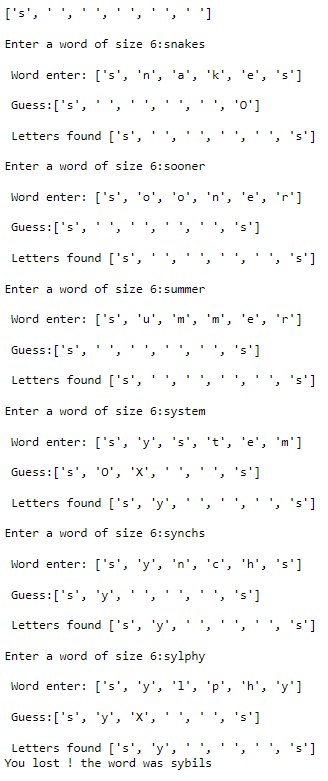 ['s', ' ', ' ', ' ', ' ', ' ']
Enter a word of size 6:snakes
Word enter: ['s', 'n', 'a', 'k', 'e', 's']
Guess:['s', ' ', ' ', ' ', ' ', 'O']
Letters found ['s', ' ', ' ', ' ', ' ', 's']
Enter a word of size 6:sooner
Word enter: ['s', 'o', 'o', 'n', 'e', 'r']
Guess:['s', ' ', ' ', ' ', ' ', 's']
Letters found ['s', ' ', ' ', ' ', ' ', 's']
Enter a word of size 6:summer
Word enter: ['s', 'u', 'm', 'm', 'e', 'r']
Guess:['s', ' ', ' ', ' ', ' ', 's']
Letters found ['s', ' ', ' ', ' ', ' ', 's']
Enter a word of size 6:system
Word enter: ['s', 'y', 's', 't', 'e', 'm']
Guess:['s', 'O', 'X', ' ', ' ', 's']
Letters found ['s', 'y', ' ', ' ', ' ', 's']
Enter a word of size 6:synchs
Word enter: ['s', 'y', 'n', 'c', 'h', 's']
Guess:['s', 'y', ' ', ' ', ' ', 's']
Letters found ['s', 'y', ' ', ' ', ' ', 's']
Enter a word of size 6:sylphy
Word enter: ['s', 'y', 'l', 'p', 'h', 'y']
Guess:['s', 'y', 'X', ' ', ' ', 's']
Letters found ['s', 'y', ' ', ' ', ' ', 's']
You lost ! the word was sybils